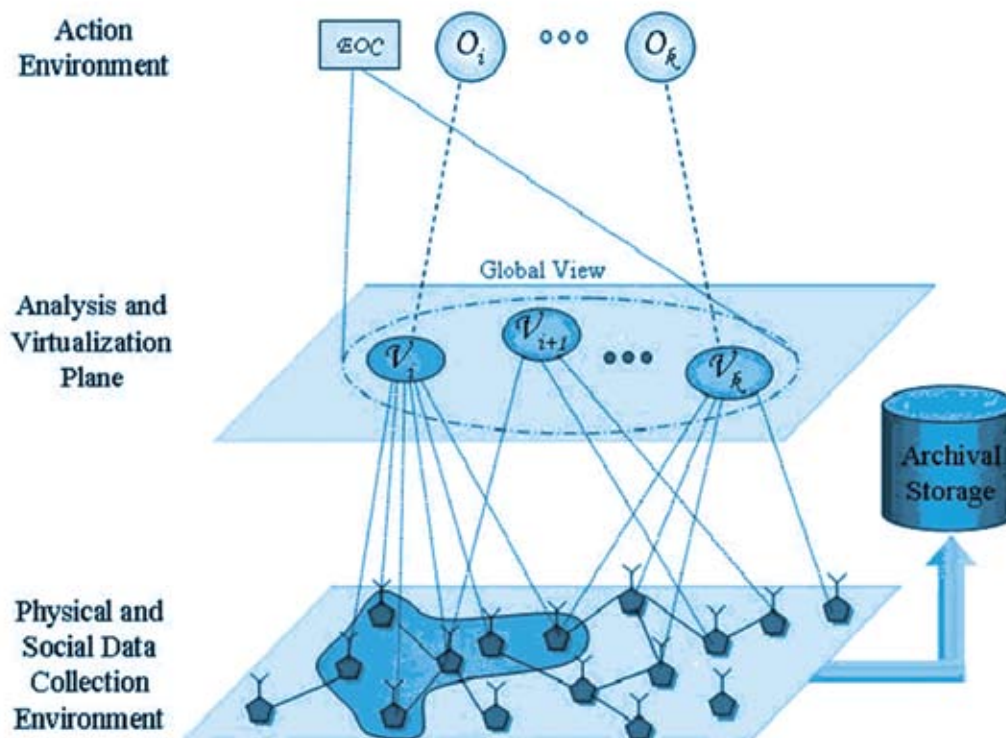 Action
Environment
EOC
O_i
O_k
Global View
Analysis and
Virtualization
Plane
V_i
V_{i+1}
V_k
Archival
Storage
Physical and
Social Data
Collection
Environment